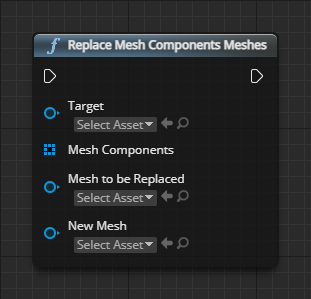 f Replace Mesh Components Meshes
Target
Select Asset
Mesh Components
Mesh to be Replaced
Select Asset
New Mesh
Select Asset